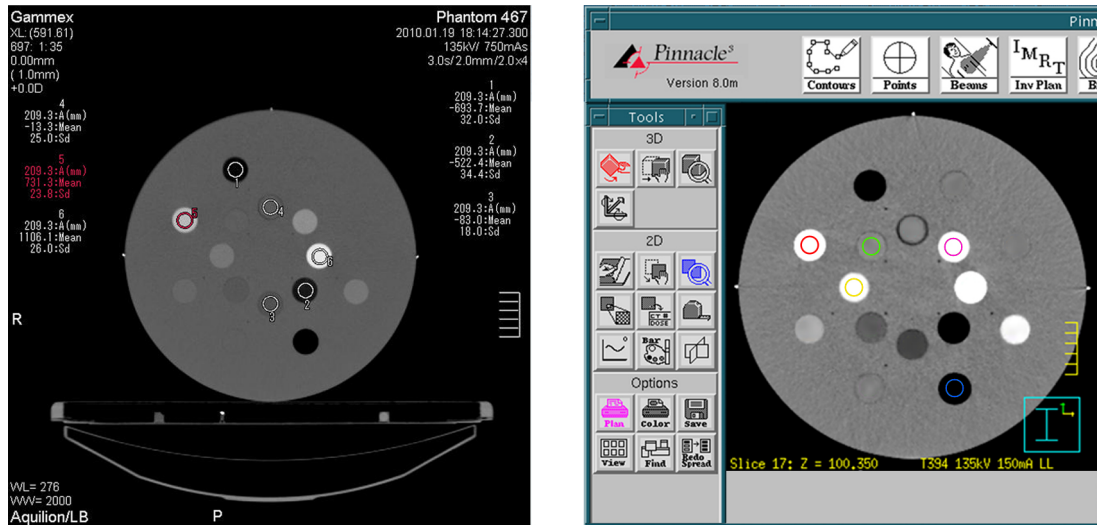 Gammex
XL: (591.61)
697: 1:35
0.00mm
( 1.0mm)
+0.0D
Phantom 467
2010.01.19 18:14:27.300
135kV/ 750mAs
3.0s/2.0mm/2.0x4
4
209.3:A(mm)
-13.3:Mean
25.0:Sd
5
209.3:A(mm)
731.3:Mean
23.8:Sd
6
209.3:A(mm)
1106.1:Mean
26.0:Sd
1
209.3:A(mm)
-693.7:Mean
32.0:Sd
2
209.3:A(mm)
-522.4:Mean
34.4:Sd
3
209.3:A(mm)
-83.0:Mean
18.0:Sd
1
4
5
6
2
3
R
WL= 276
WW= 2000
Aquilion/LB
P
Pinn
Pinnacle³
Version 8.0m
Contours
Points
Beams
IMRT
Inv Plan
B
Tools
3D
2D
CT #
DOSE
Bar
Options
Plan
Color
Save
View
Find
Redo
Spread
Slice 17: Z = 100.350
T394 135kV 150mA LL